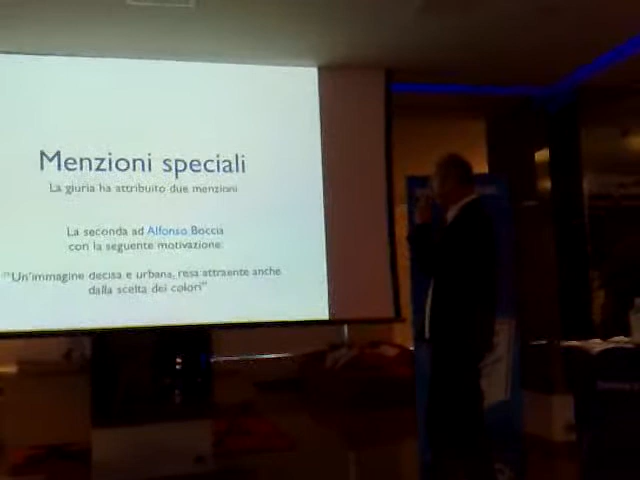 Menzioni speciali
La giuria ha attribuito due menzioni
La seconda ad Alfonso Boccia
con la seguente motivazione:
"Un'immagine decisa e urbana, resa attraente anche
dalla scelta dei colori"